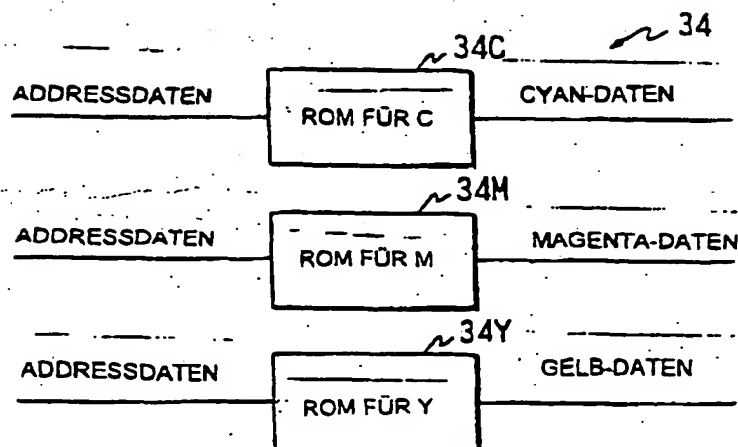 34
34C
ADDRESSDATEN ROM FÜR C CYAN-DATEN
34M
ADDRESSDATEN ROM FÜR M MAGENTA-DATEN
34Y
ADDRESSDATEN ROM FÜR Y GELB-DATEN